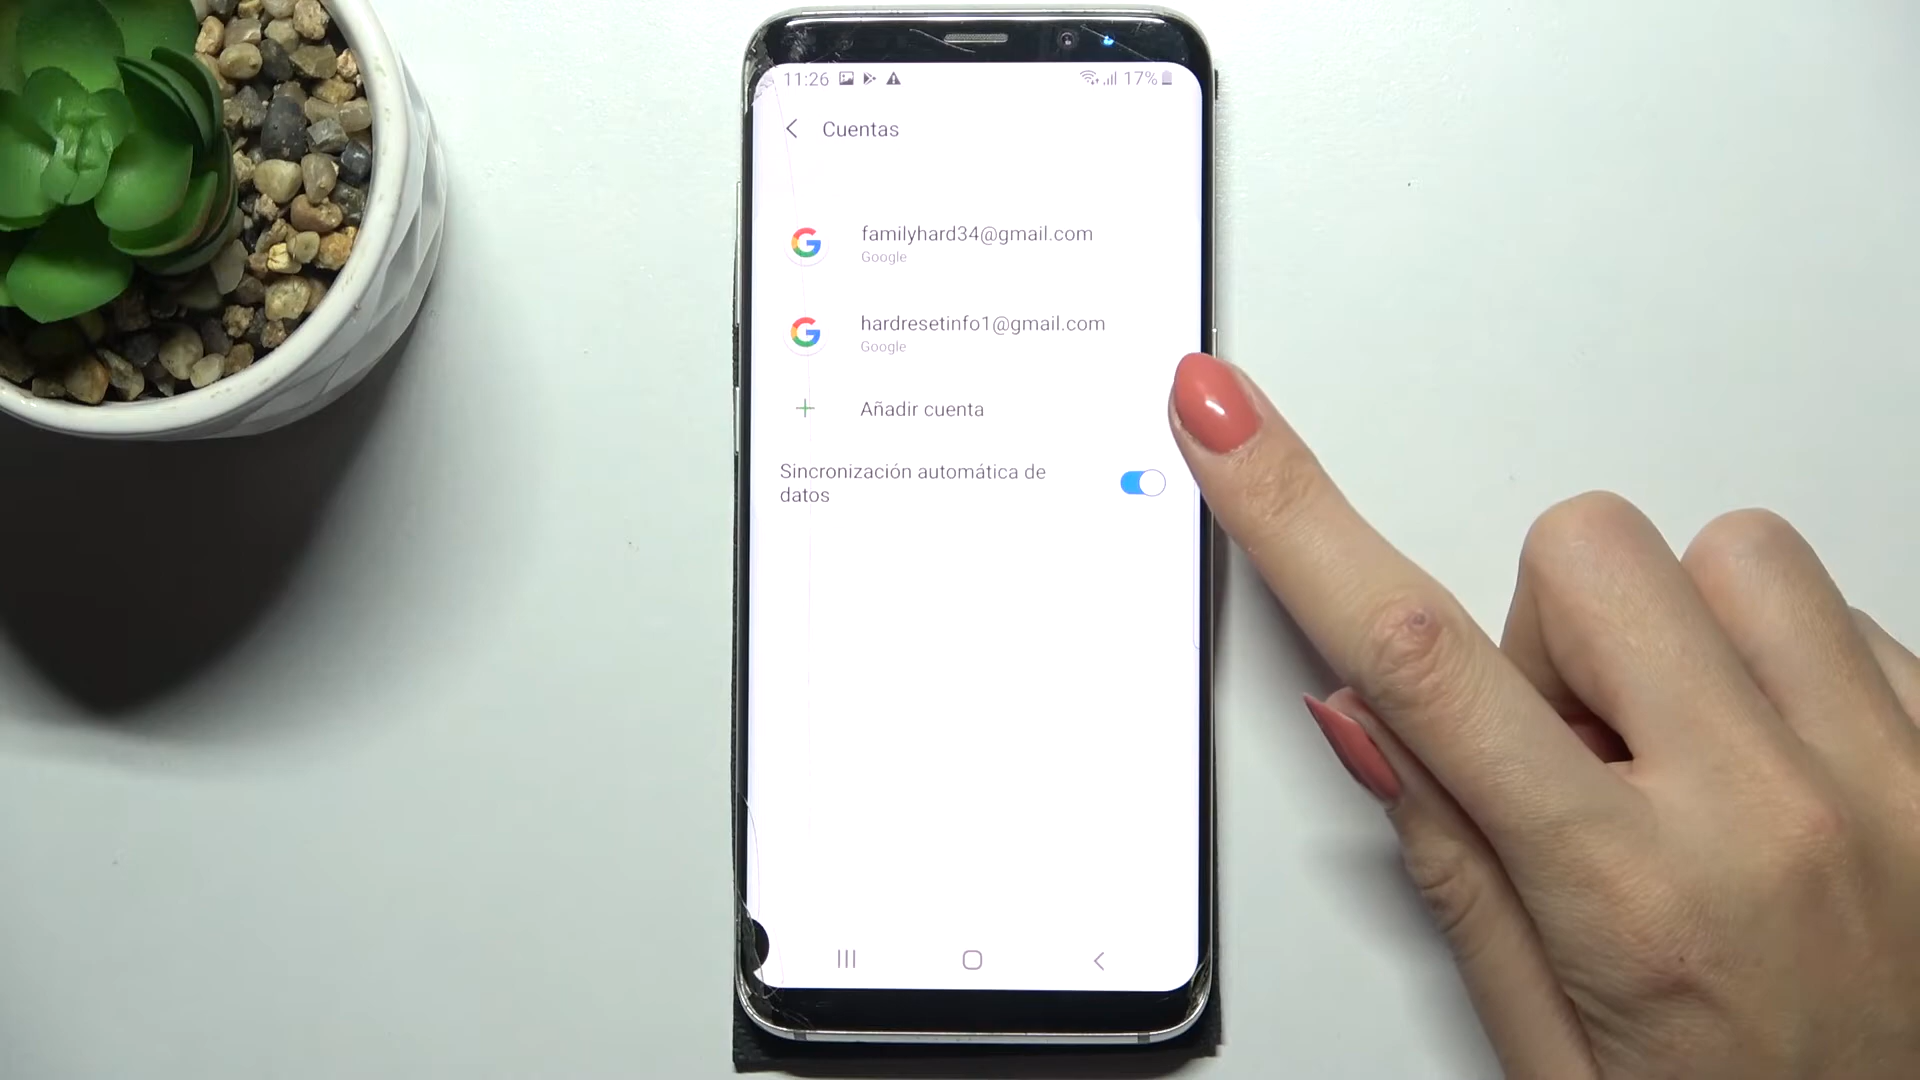 11:26 17%
Cuentas
familyhard34@gmail.com
Google
hardresetinfo1@gmail.com
Google
Añadir cuenta
Sincronización automática de
datos